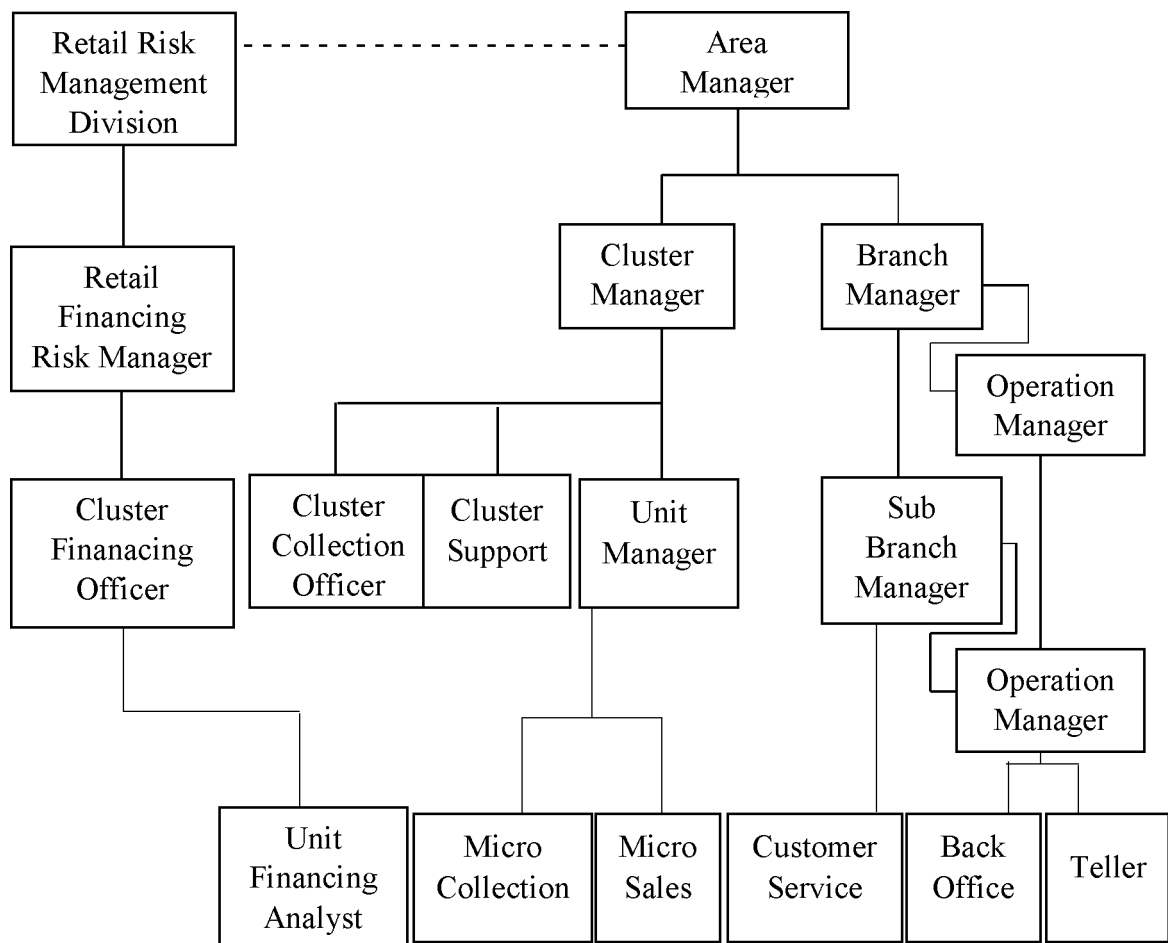 Retail Risk
Management
Division
Area
Manager
Cluster
Manager
Branch
Manager
Retail
Financing
Risk Manager
Operation
Manager
Cluster
Finanacing
Officer
Cluster
Collection
Officer
Cluster
Support
Unit
Manager
Sub
Branch
Manager
Operation
Manager
Unit
Financing
Analyst
Micro
Collection
Micro
Sales
Customer
Service
Back
Office
Teller